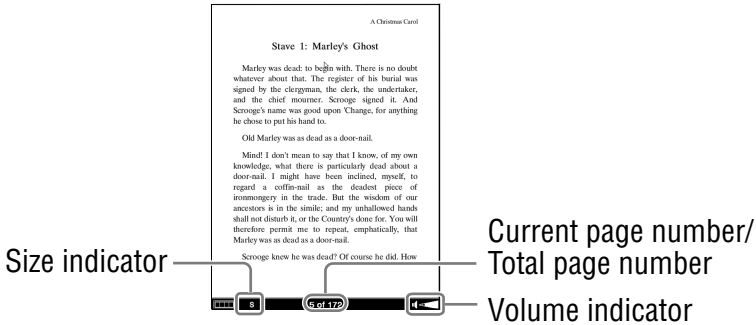 A Christmas Carol
Stave 1: Marley's Ghost
Marley was dead: to begin with. There is no doubt
whatever about that. The register of his burial was
signed by the clergyman, the clerk, the undertaker,
and the chief mourner. Scrooge signed it. And
Scrooge's name was good upon 'Change, for anything
he chose to put his hand to.
Old Marley was as dead as a door-nail.
Mind! I don't mean to say that I know, of my own
knowledge, what there is particularly dead about a
door-nail. I might have been inclined, myself, to
regard a coffin-nail as the deadest piece of
ironmongery in the trade. But the wisdom of our
ancestors is in the simile; and my unhallowed hands
shall not disturb it, or the Country's done for. You will
therefore permit me to repeat, emphatically, that
Marley was as dead as a door-nail.
Scrooge knew he was dead? Of course he did. How
S
5 of 172
Size indicator
Current page number/
Total page number
Volume indicator